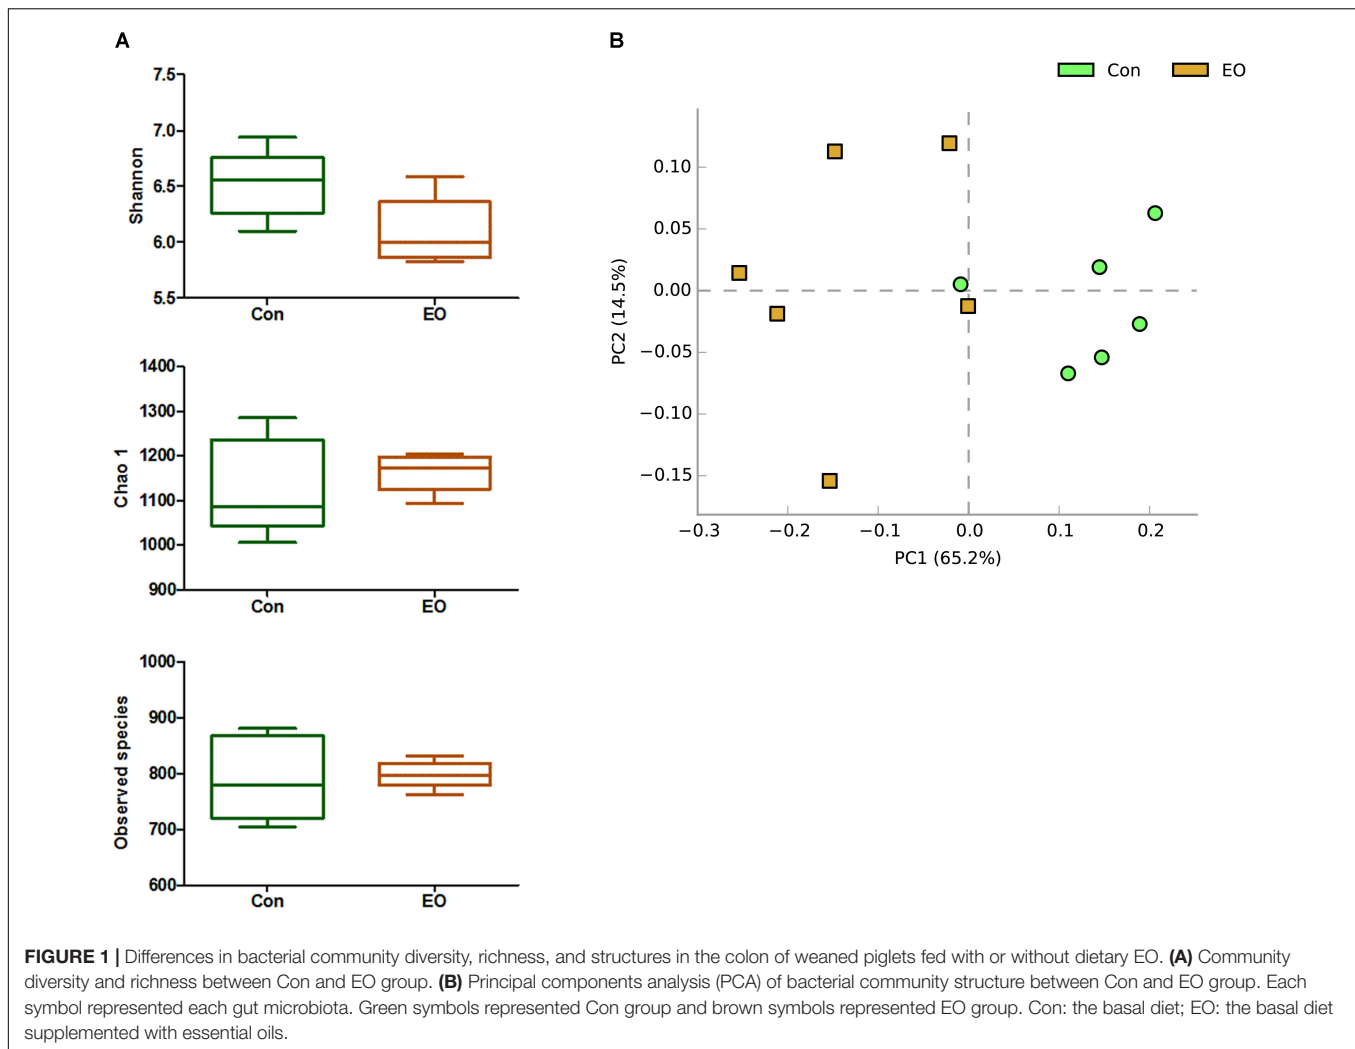 A
7.5
7.0
6.5
6.0
5.5
Shannon
Con EO
1400
1300
1200
1100
1000
900
Chao 1
Con EO
1000
900
800
700
600
Observed species
Con EO
B
Con EO
0.10
0.05
0.00
−0.05
−0.10
−0.15
PC2 (14.5%)
−0.3 −0.2 −0.1 0.0 0.1 0.2
PC1 (65.2%)
FIGURE 1 | Differences in bacterial community diversity, richness, and structures in the colon of weaned piglets fed with or without dietary EO. (A) Community
diversity and richness between Con and EO group. (B) Principal components analysis (PCA) of bacterial community structure between Con and EO group. Each
symbol represented each gut microbiota. Green symbols represented Con group and brown symbols represented EO group. Con: the basal diet; EO: the basal diet
supplemented with essential oils.